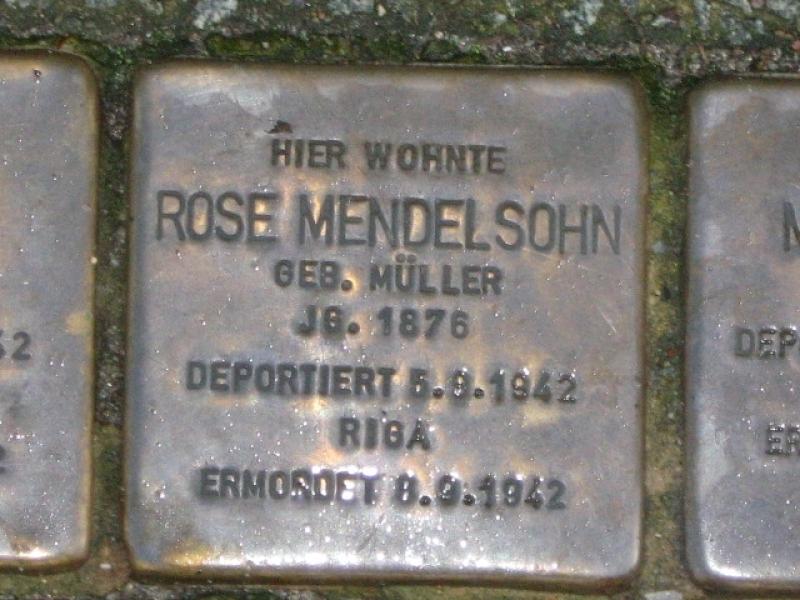 HIER WOHNTE
ROSE MENDELSOHN
GEB. MÜLLER
JG. 1876
DEPORTIERT 5.9.1942
RIGA
ERMORDET 8.9.1942